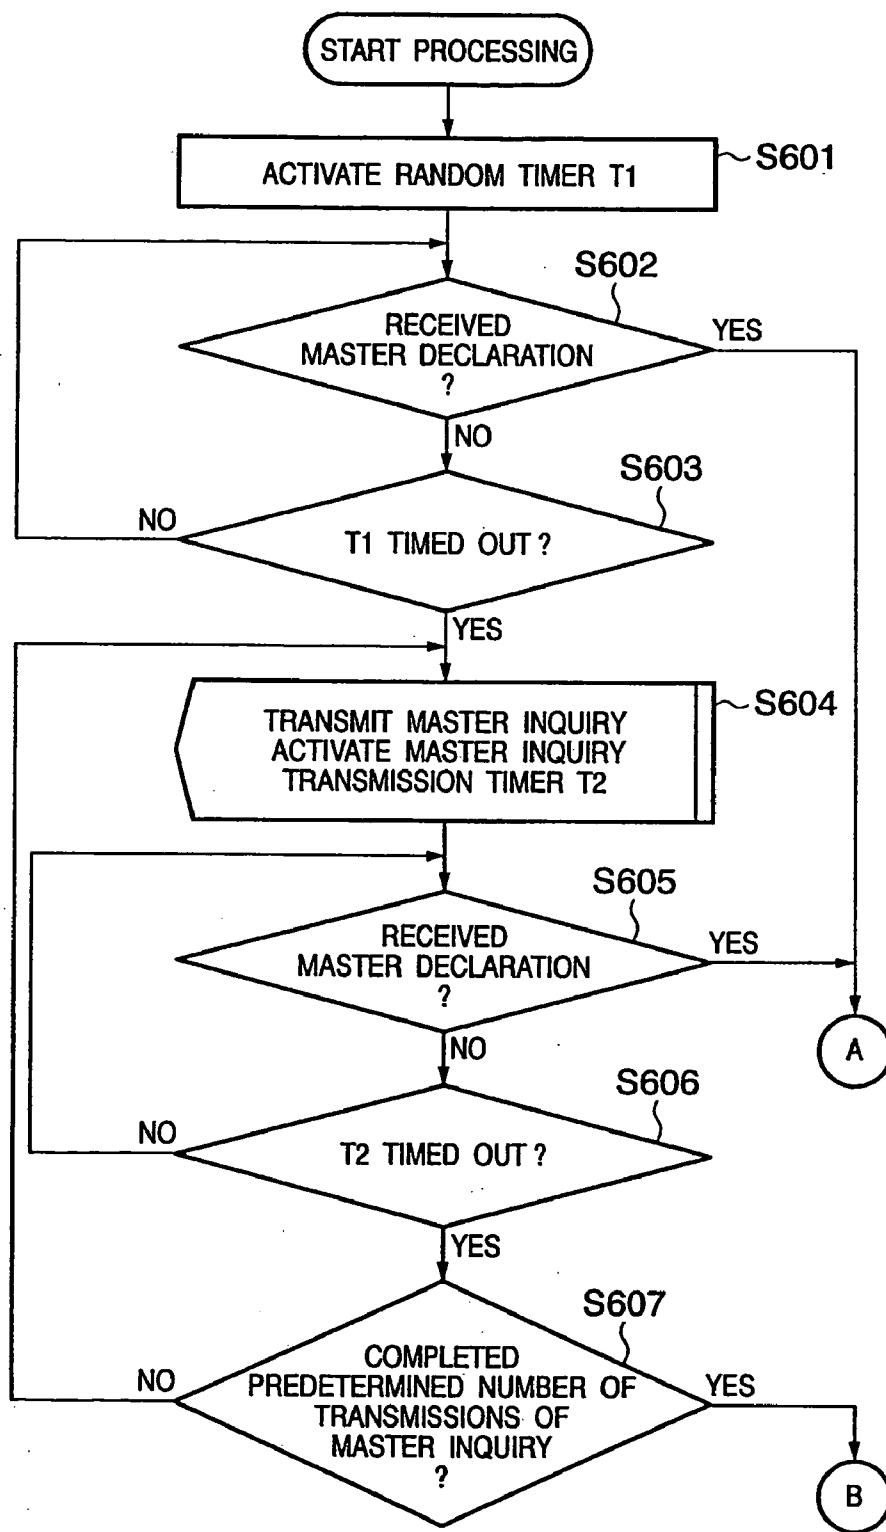 START PROCESSING
ACTIVATE RANDOM TIMER T1
S601
S602
RECEIVED
MASTER DECLARATION
?
YES
NO
S603
T1 TIMED OUT ?
NO
YES
S604
TRANSMIT MASTER INQUIRY
ACTIVATE MASTER INQUIRY
TRANSMISSION TIMER T2
S605
RECEIVED
MASTER DECLARATION
?
YES
A
NO
S606
T2 TIMED OUT ?
NO
YES
S607
COMPLETED
PREDETERMINED NUMBER OF
TRANSMISSIONS OF
MASTER INQUIRY
?
NO
YES
B